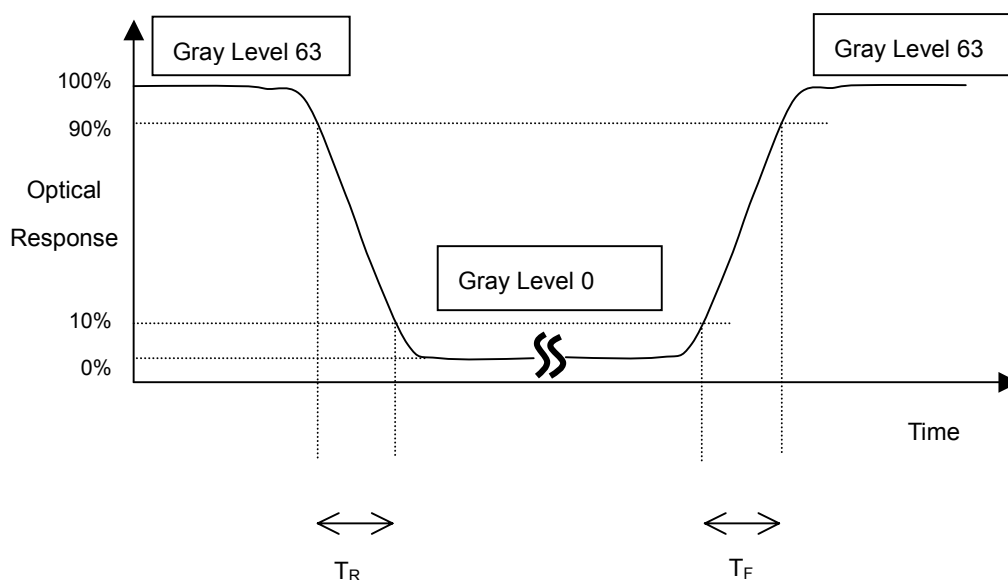 Gray Level 63
Gray Level 63
100%
90%
Optical
Response
Gray Level 0
10%
0%
Time
TR
TF